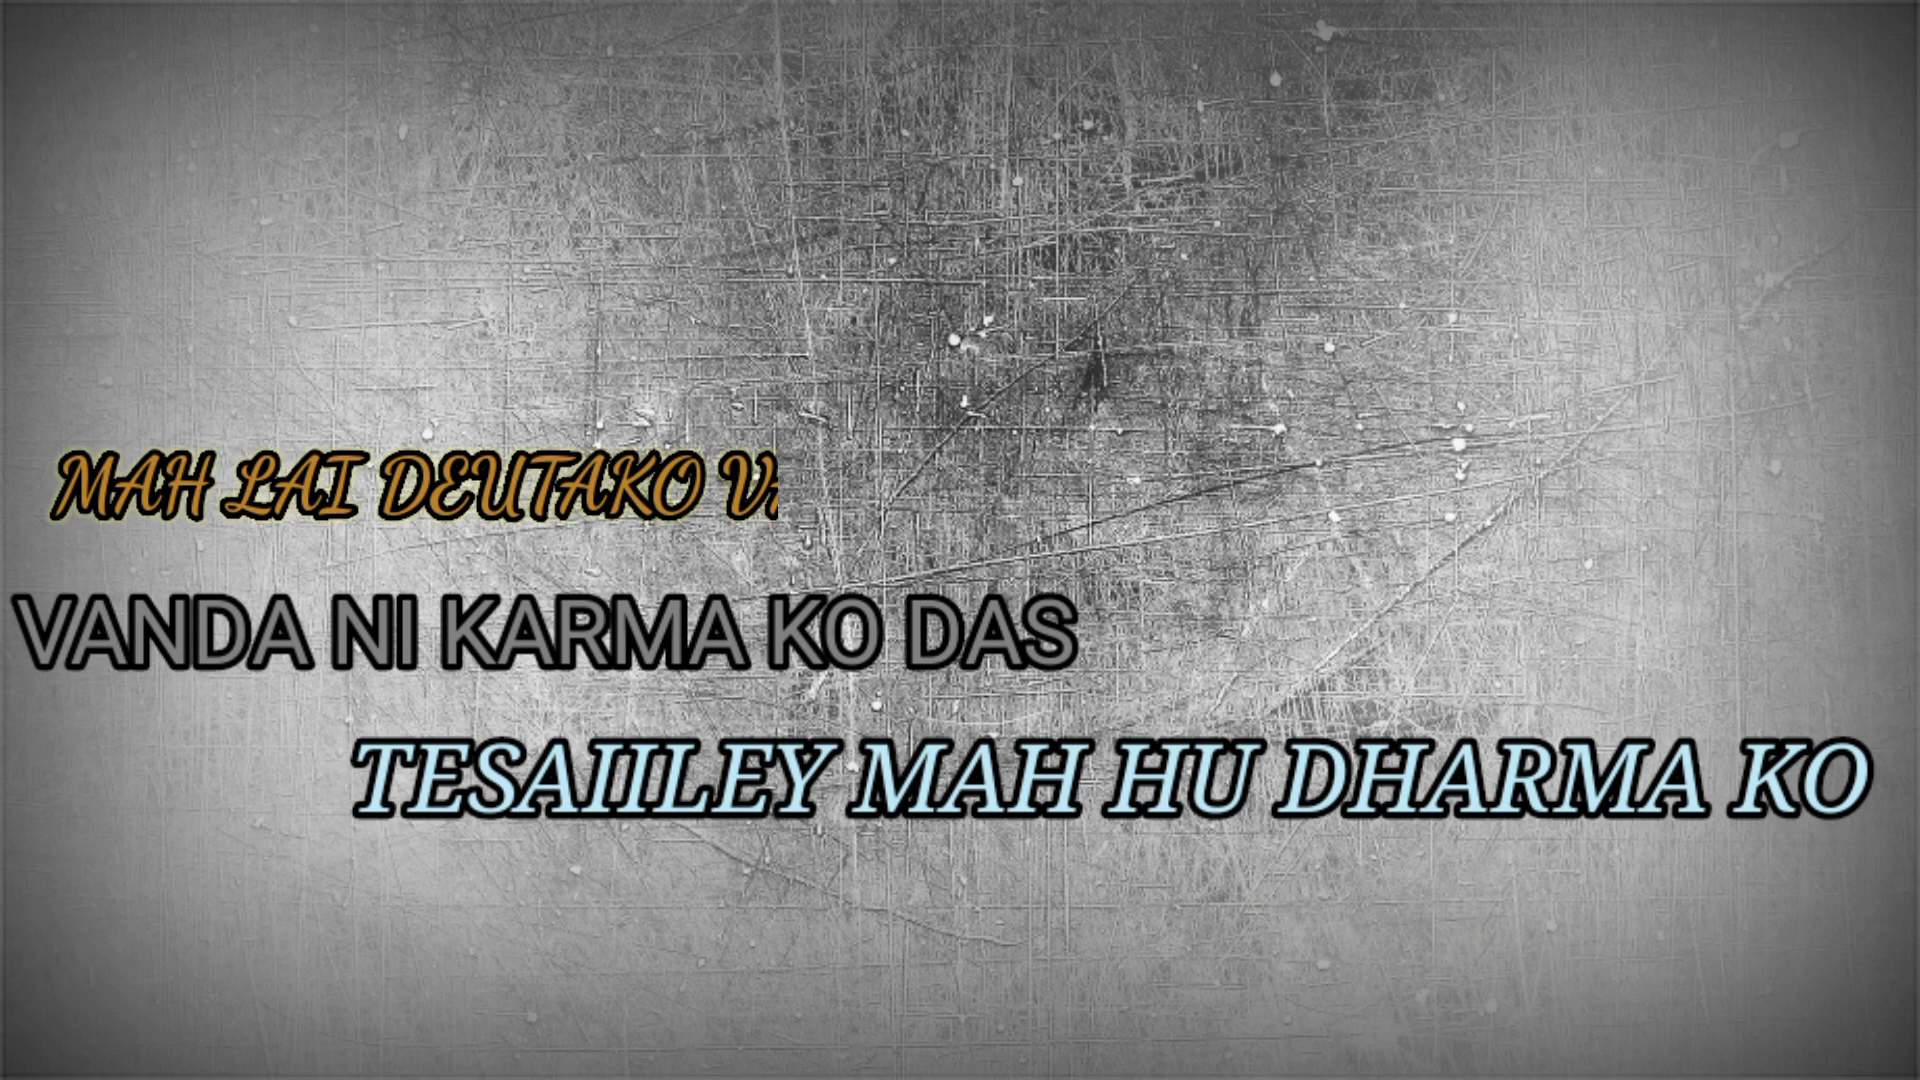 MAH LAI DEUTAKO
VANDA NI KARMA KO DAS
TESAIILEY MAH HU DHARMA KO